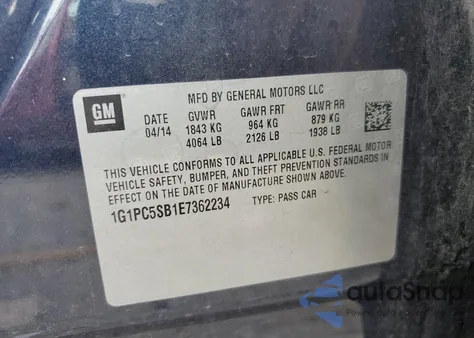 MFD BY GENERAL MOTORS LLC
GM
DATE GVWR GAWR FRT GAWR RR
04/14 1843 KG 964 KG 879 KG
4064 LB 2126 LB 1938 LB
THIS VEHICLE CONFORMS TO ALL APPLICABLE U.S. FEDERAL MOTOR
VEHICLE SAFETY, BUMPER, AND THEFT PREVENTION STANDARDS IN
EFFECT ON THE DATE OF MANUFACTURE SHOWN ABOVE.
1G1PC5SB1E7362234 TYPE: PASS CAR
autoSnap